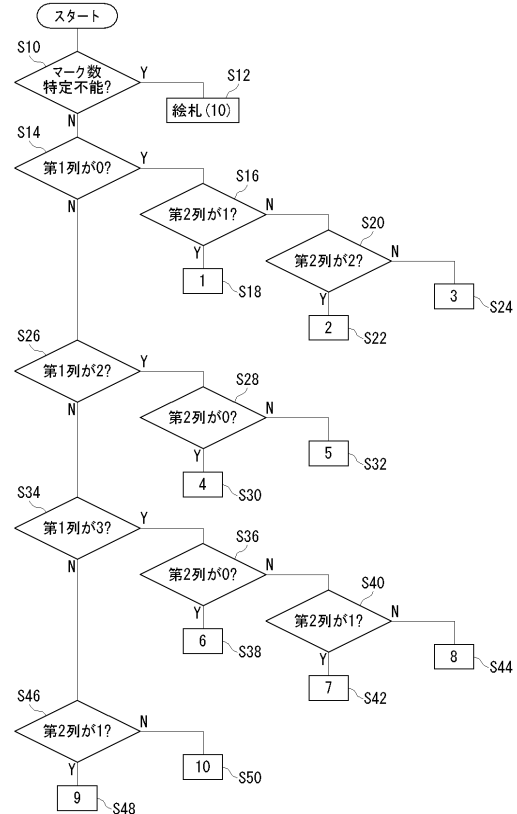 スタート
S10
マーク数
特定不能?
Y
S12
絵札(10)
N
S14
第1列が0?
Y
S16
N
第2列が1?
N
S20
Y
第2列が2?
N
1
S18
Y
3
S24
2
S22
S26
第1列が2?
Y
S28
N
第2列が0?
N
Y
5
S32
4
S30
S34
第1列が3?
Y
S36
N
第2列が0?
N
S40
Y
第2列が1?
N
6
S38
Y
8
S44
7
S42
S46
第2列が1?
N
Y
10
S50
9
S48